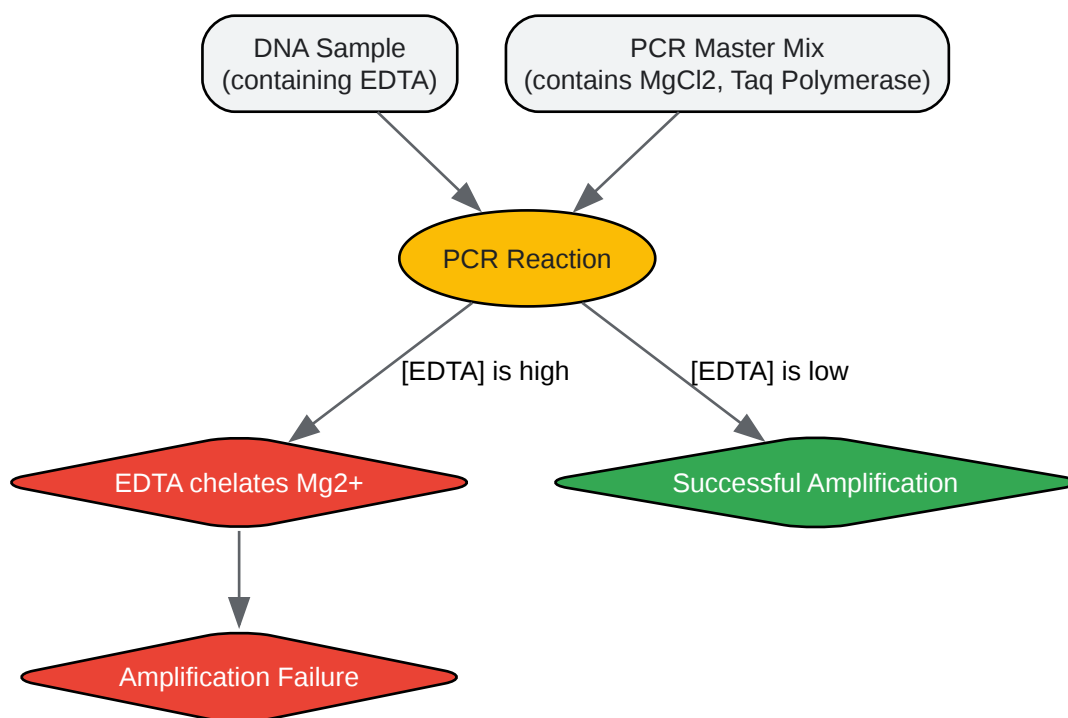 DNA Sample
(containing EDTA)
PCR Master Mix
(contains MgCl2, Taq Polymerase)
PCR Reaction
[EDTA] is high
[EDTA] is low
EDTA chelates Mg2+
Successful Amplification
Amplification Failure